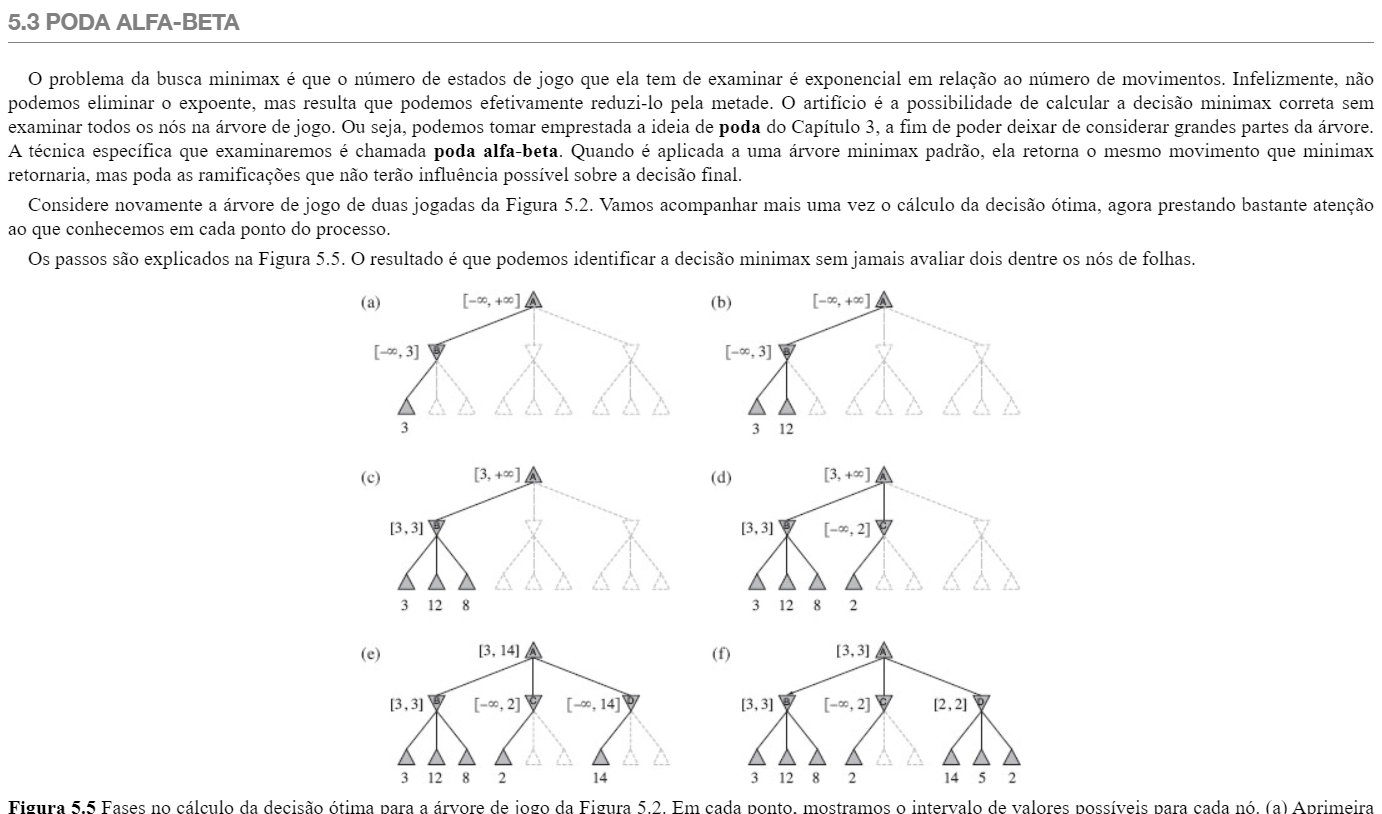 5.3 PODA ALFA-BETA
O problema da busca minimax é que o número de estados de jogo que ela tem de examinar é exponencial em relação ao número de movimentos. Infelizmente, não
podemos eliminar o expoente, mas resulta que podemos efetivamente reduzi-lo pela metade. O artifício é a possibilidade de calcular a decisão minimax correta sem
examinar todos os nós na árvore de jogo. Ou seja, podemos tomar emprestada a ideia de poda do Capítulo 3, a fim de poder deixar de considerar grandes partes da árvore.
A técnica específica que examinaremos é chamada poda alfa-beta. Quando é aplicada a uma árvore minimax padrão, ela retorna o mesmo movimento que minimax
retornaria, mas poda as ramificações que não terão influência possível sobre a decisão final.
Considere novamente a árvore de jogo de duas jogadas da Figura 5.2. Vamos acompanhar mais uma vez o cálculo da decisão ótima, agora prestando bastante atenção
ao que conhecemos em cada ponto do processo.
Os passos são explicados na Figura 5.5. O resultado é que podemos identificar a decisão minimax sem jamais avaliar dois dentre os nós de folhas.
(a) [−∞, +∞] A
[−∞, 3] B
3
(b) [−∞, +∞] A
[−∞, 3] B
3 12
(c) [3, +∞] A
[3, 3] B
3 12 8
(d) [3, +∞] A
[3, 3] B [−∞, 2] C
3 12 8 2
(e) [3, 14] A
[3, 3] B [−∞, 2] C [−∞, 14] D
3 12 8 2 14
(f) [3, 3] A
[3, 3] B [−∞, 2] C [2, 2] D
3 12 8 2 14 5 2
Figura 5.5 Fases no cálculo da decisão ótima para a árvore de jogo da Figura 5.2. Em cada ponto, mostramos o intervalo de valores possíveis para cada nó. (a) Aprimeira